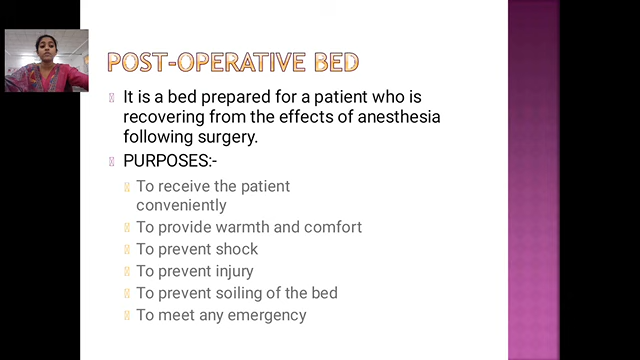 POST-OPERATIVE BED
It is a bed prepared for a patient who is
recovering from the effects of anesthesia
following surgery.
PURPOSES:-
To receive the patient
conveniently
To provide warmth and comfort
To prevent shock
To prevent injury
To prevent soiling of the bed
To meet any emergency